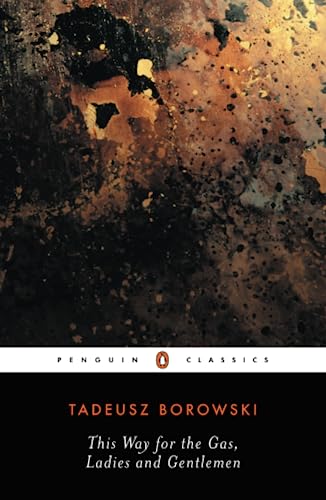 PENGUIN CLASSICS
TADEUSZ BOROWSKI
This Way for the Gas,
Ladies and Gentlemen